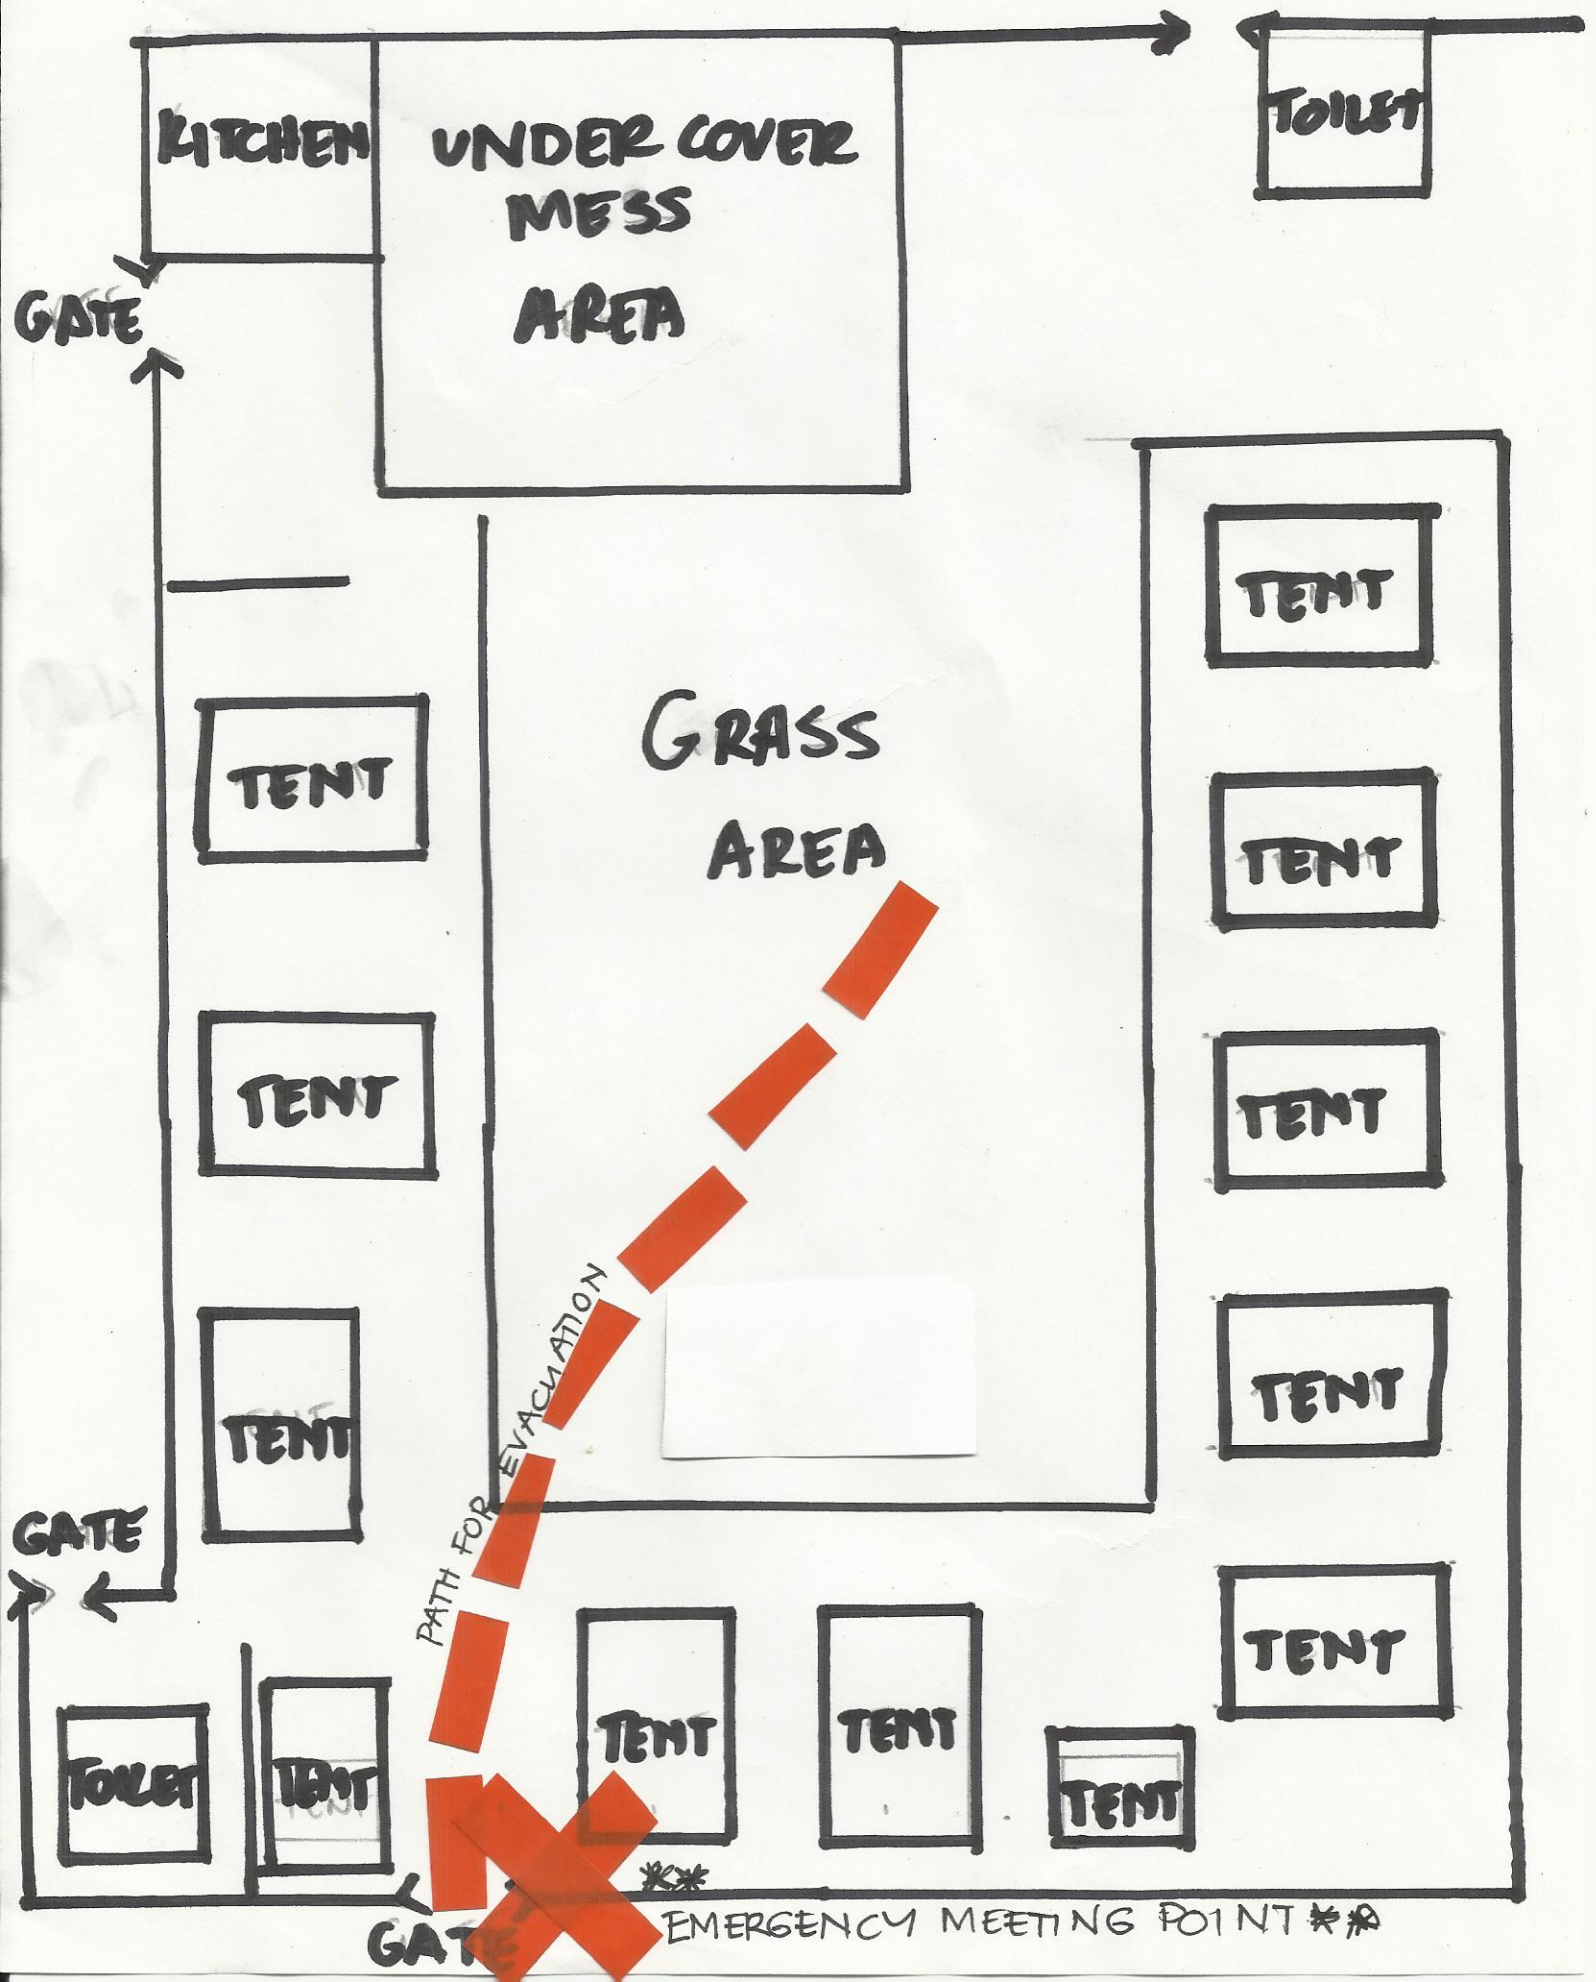 KITCHEN
UNDER COVER
MESS
AREA
TOILET
GATE
TENT
GRASS
AREA
TENT
TENT
TENT
TENT
TENT
TENT
GATE
PATH FOR EVACUATION
TENT
TENT
TENT
TENT
TOILET
TENT
GATE
**
EMERGENCY MEETING POINT **